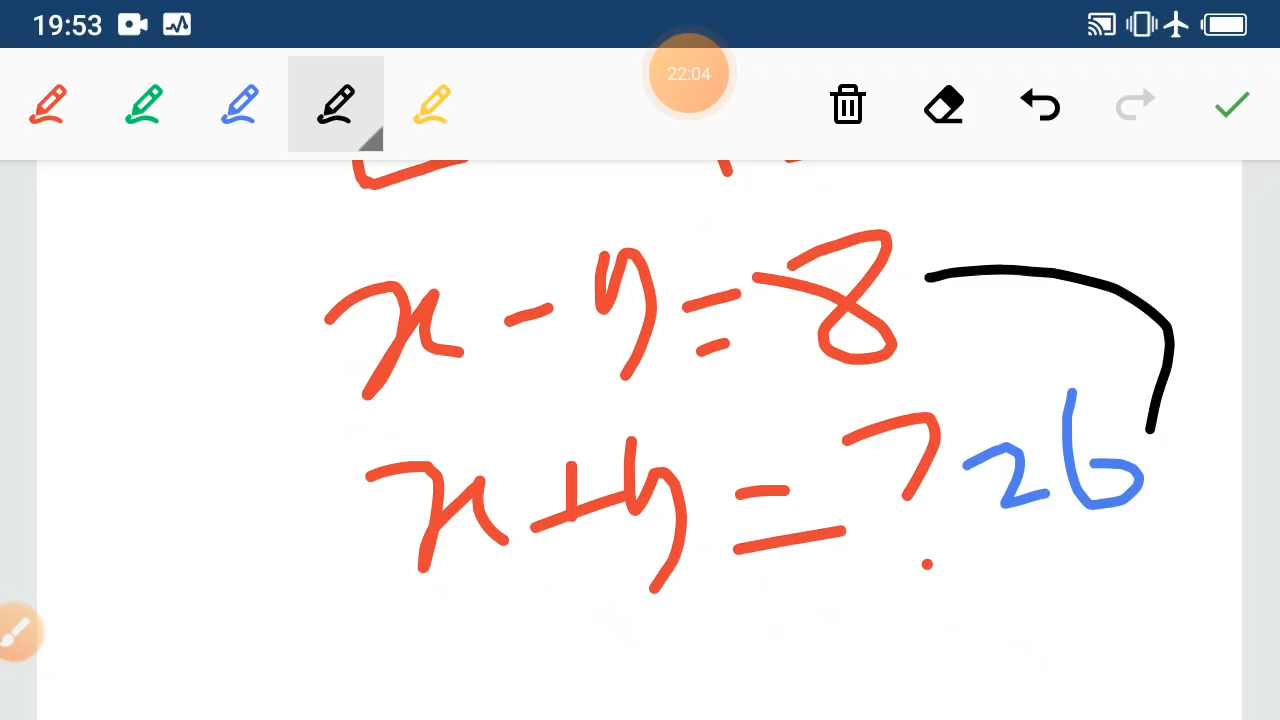 19:53
22:04
x - y = 8
x + y = ? 26